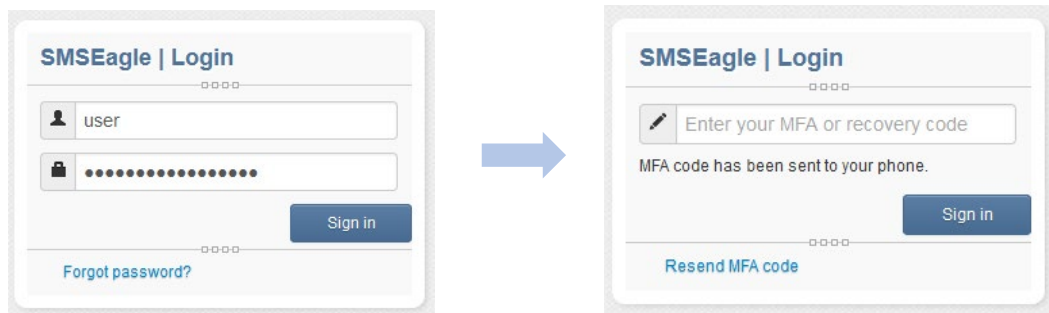 SMSEagle | Login
user
•••••••••••••••••
Sign in
Forgot password?
SMSEagle | Login
Enter your MFA or recovery code
MFA code has been sent to your phone.
Sign in
Resend MFA code